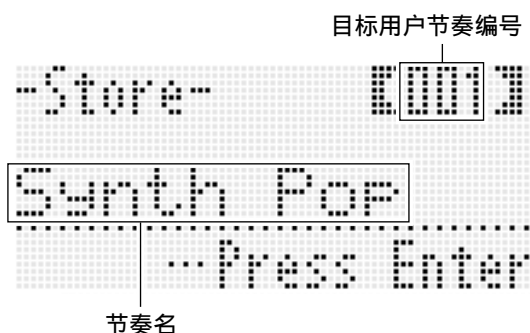 目标用户节奏编号
-Store- 【001】
Synth Pop
…Press Enter
节奏名